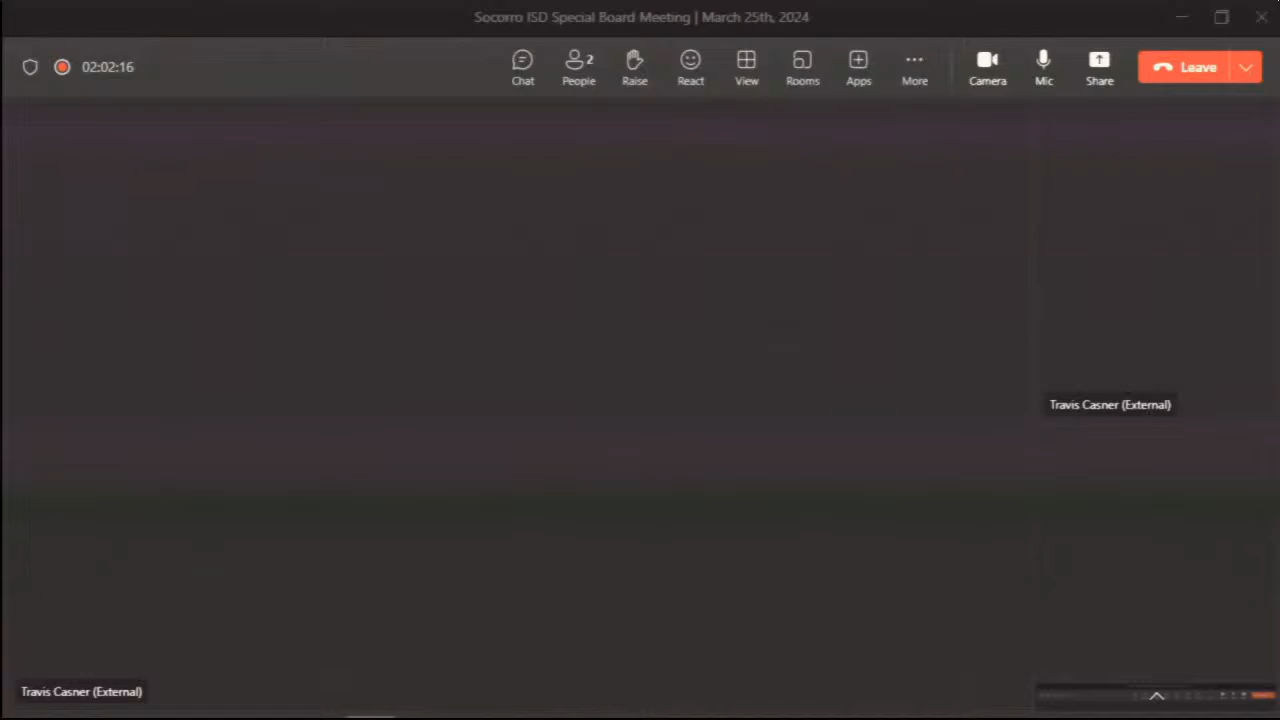 Socorro ISD Special Board Meeting | March 25th, 2024
02:02:16
Chat
People
2
Raise
React
View
Rooms
Apps
More
Camera
Mic
Share
Leave
Travis Casner (External)
Travis Casner (External)